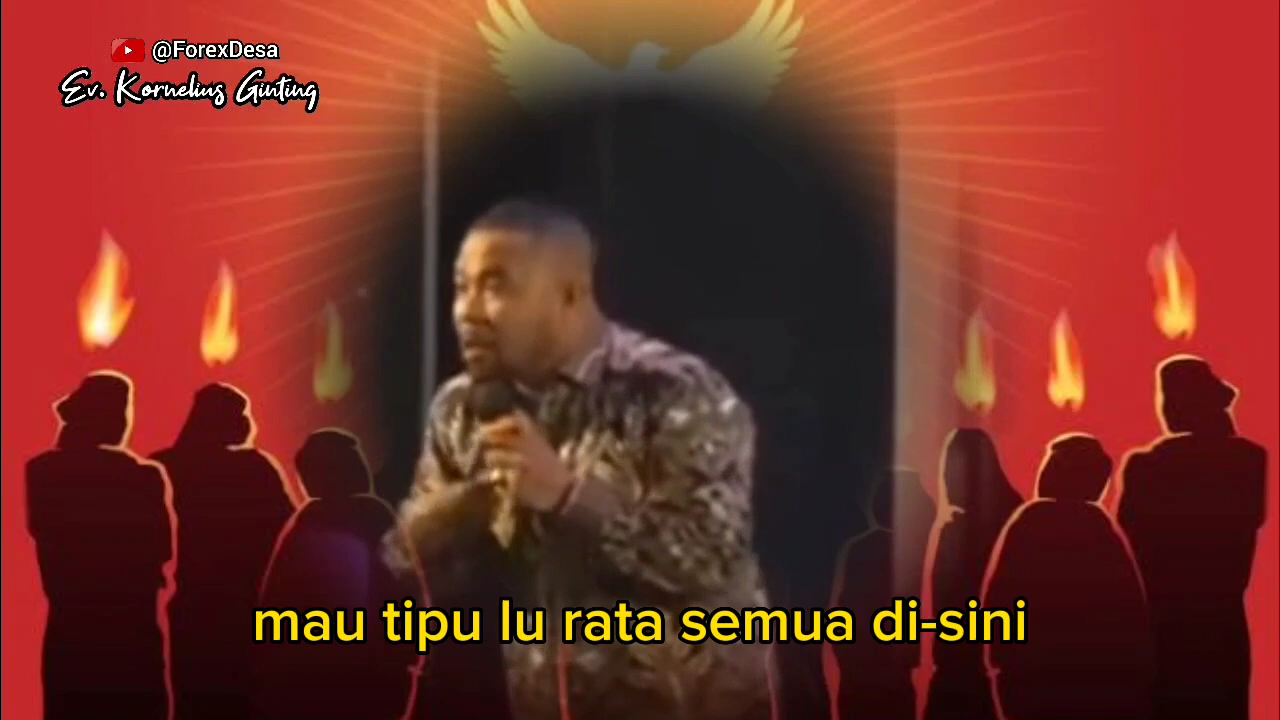 @ForexDesa
Ev. Kornelius Ginting
mau tipu lu rata semua di-sini